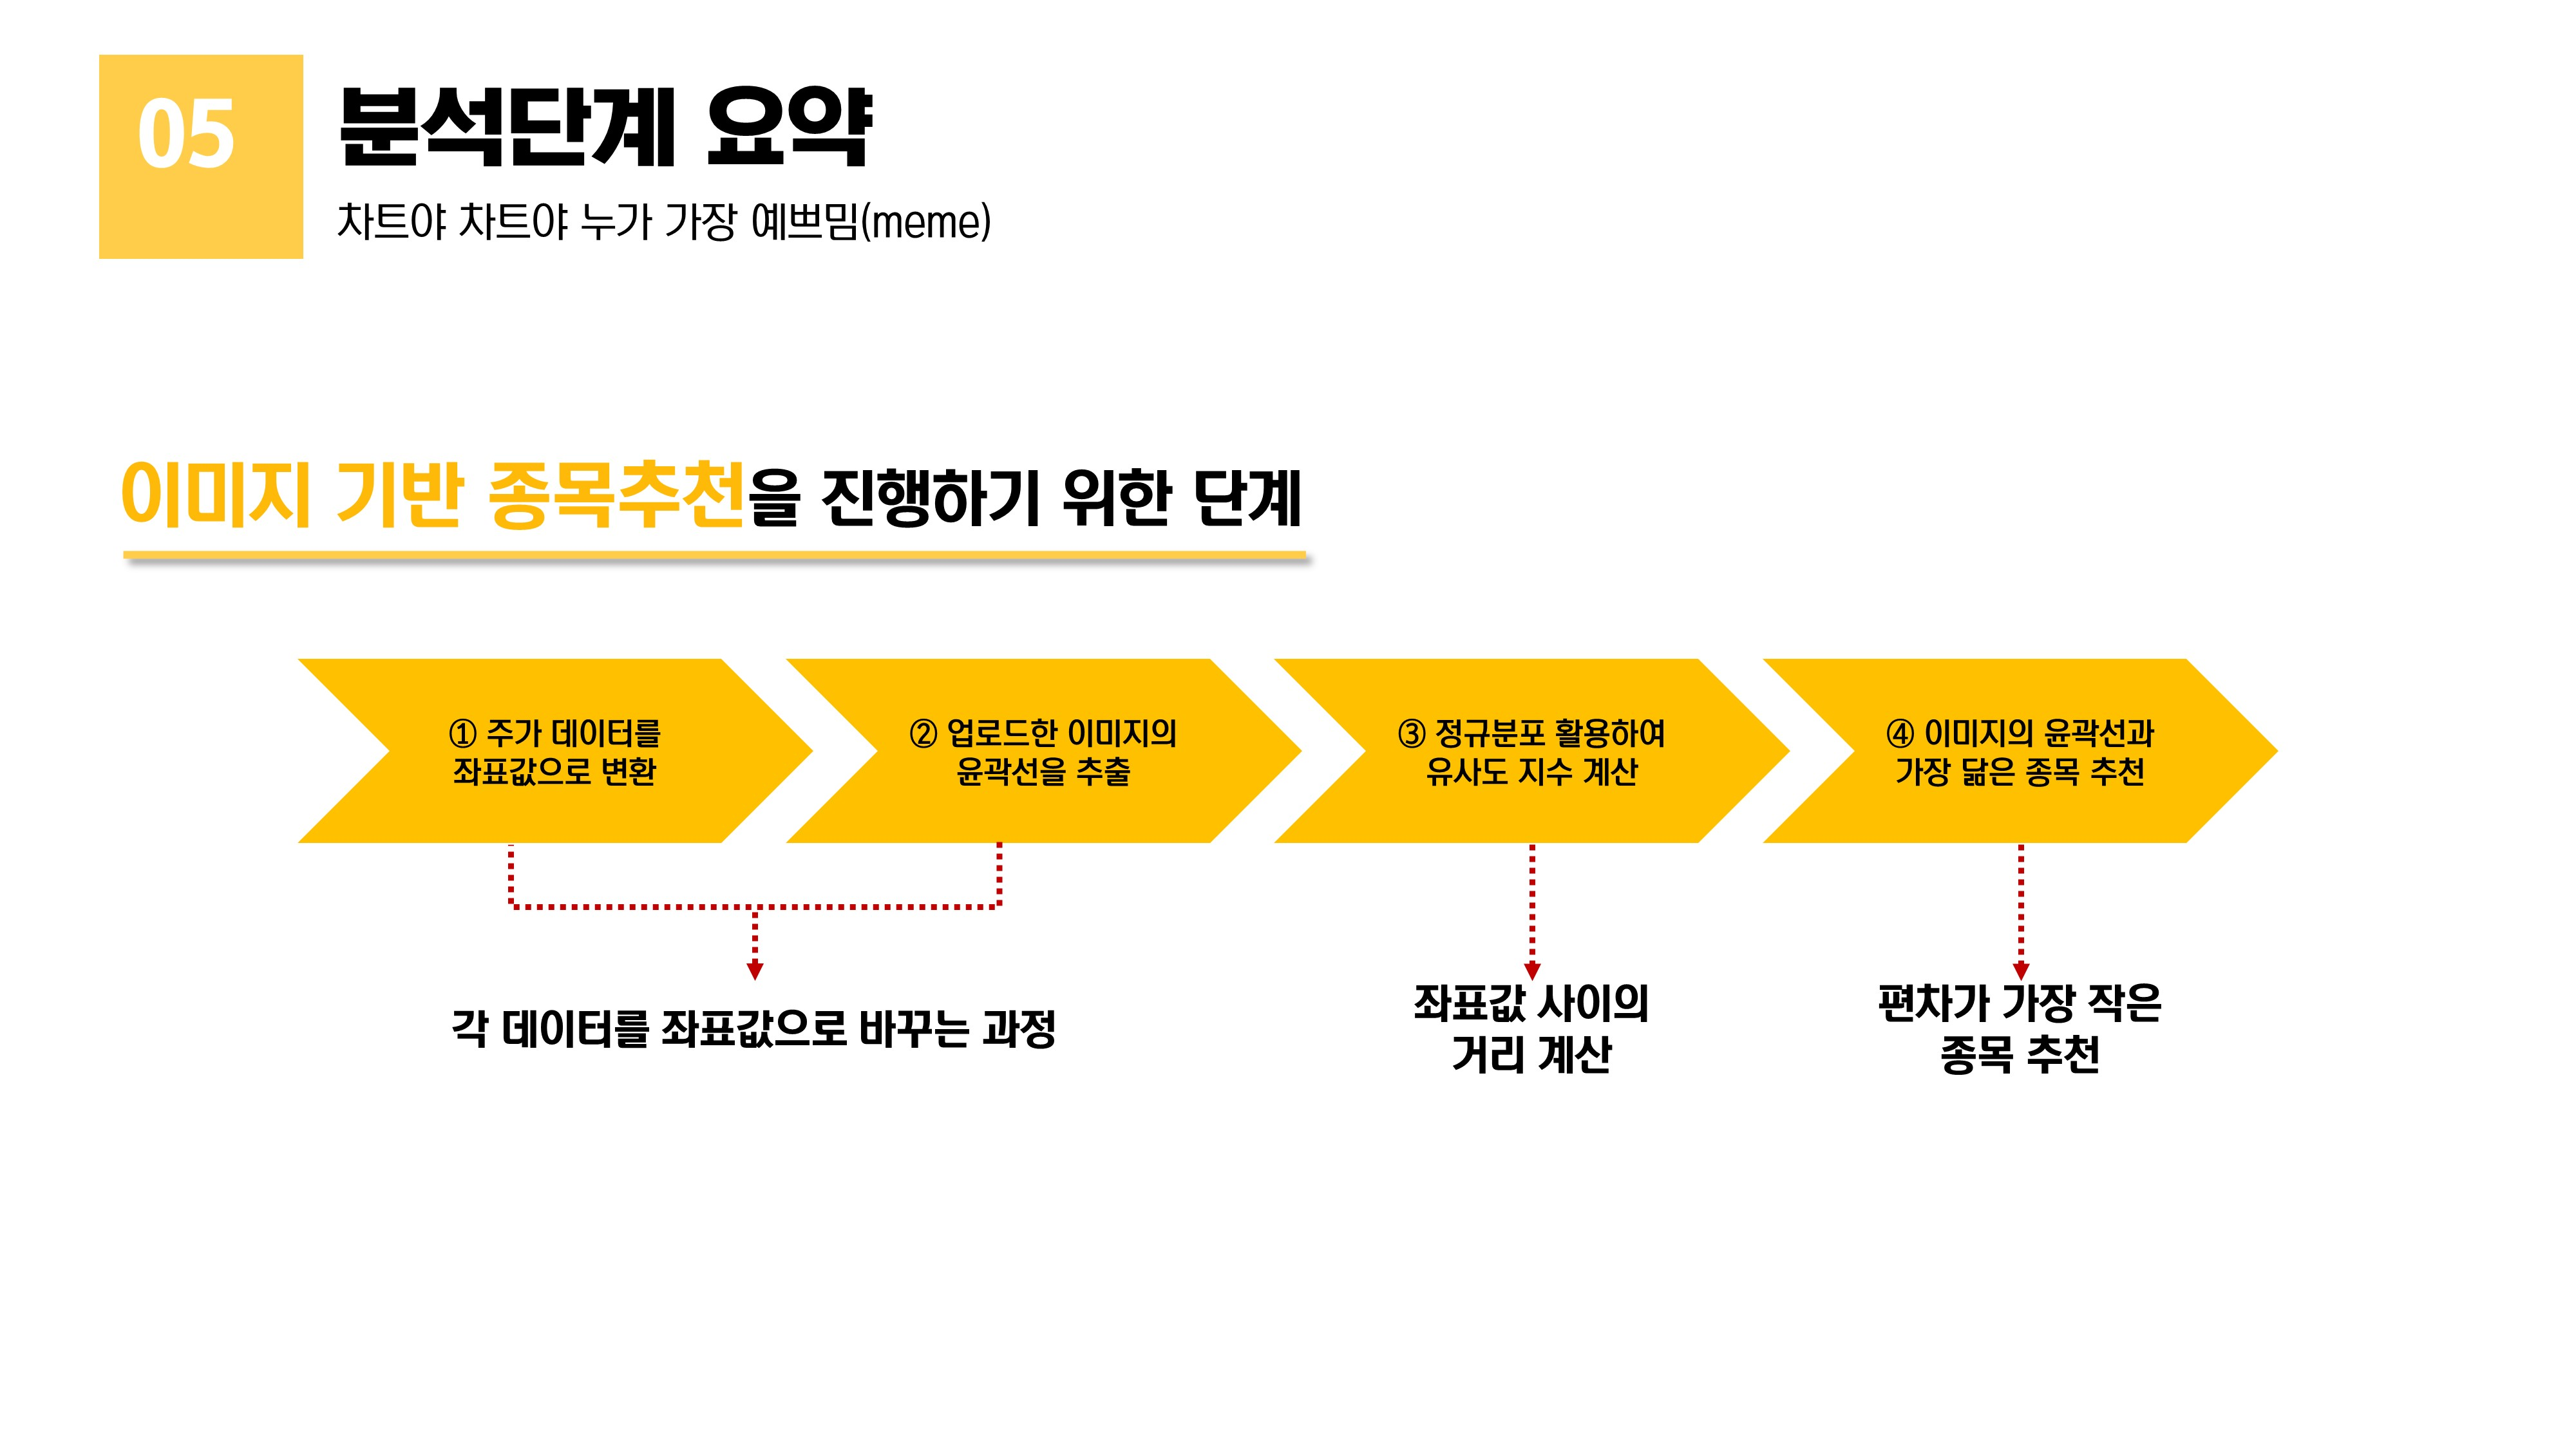 05
분석단계 요약
차트야 차트야 누가 가장 예쁘밈(meme)
이미지 기반 종목추천을 진행하기 위한 단계
① 주가 데이터를
좌표값으로 변환
② 업로드한 이미지의
윤곽선을 추출
③ 정규분포 활용하여
유사도 지수 계산
④ 이미지의 윤곽선과
가장 닮은 종목 추천
각 데이터를 좌표값으로 바꾸는 과정
좌표값 사이의
거리 계산
편차가 가장 작은
종목 추천